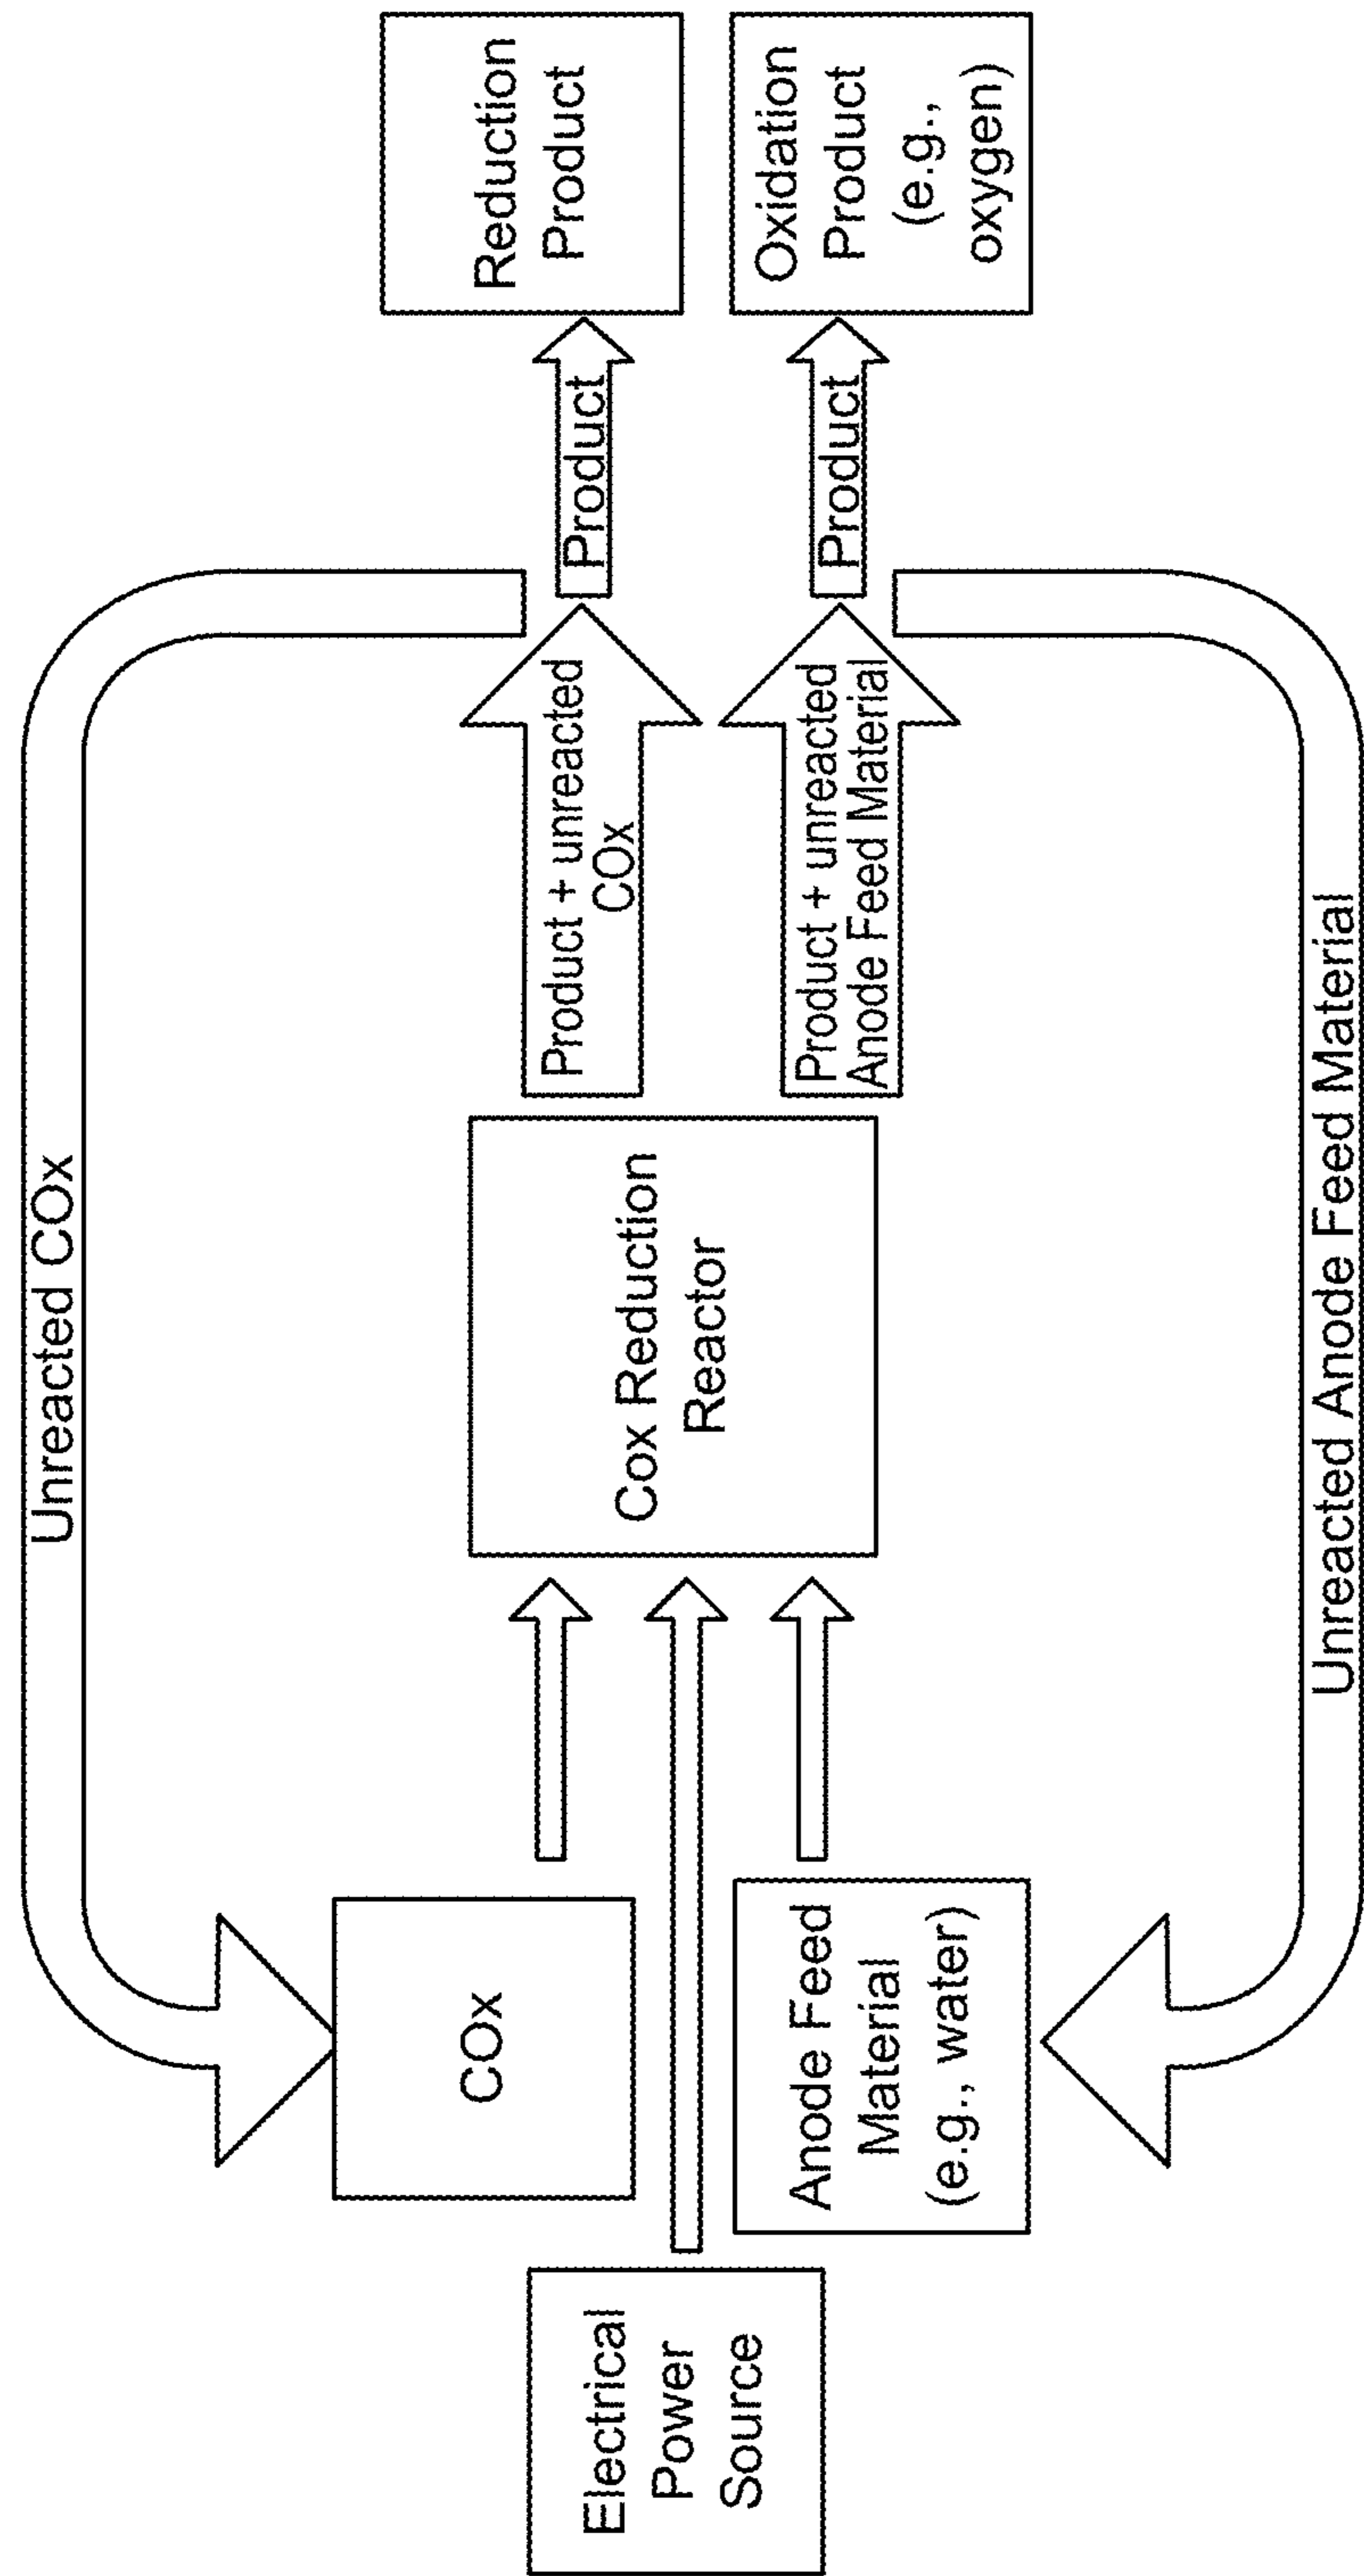 Unreacted COx
Electrical
Power
Source
COx
Anode Feed
Material
(e.g., water)
Cox Reduction
Reactor
Product + unreacted
COx
Product + unreacted
Anode Feed Material
Product
Product
Reduction
Product
Oxidation
Product
(e.g.,
oxygen)
Unreacted Anode Feed Material